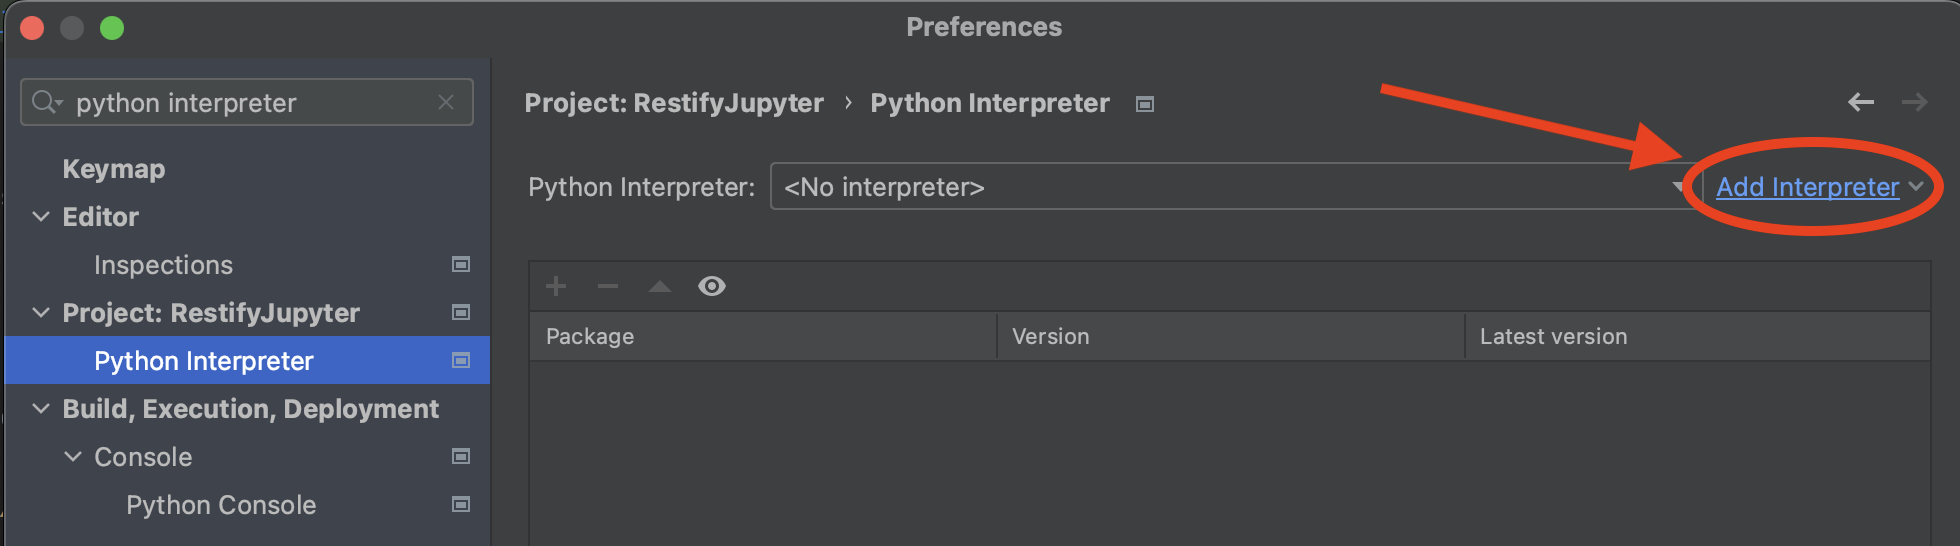 Preferences
python interpreter
Keymap
Editor
Inspections
Project: RestifyJupyter
Python Interpreter
Build, Execution, Deployment
Console
Python Console
Project: RestifyJupyter › Python Interpreter
Python Interpreter: <No interpreter> Add Interpreter
Package Version Latest version